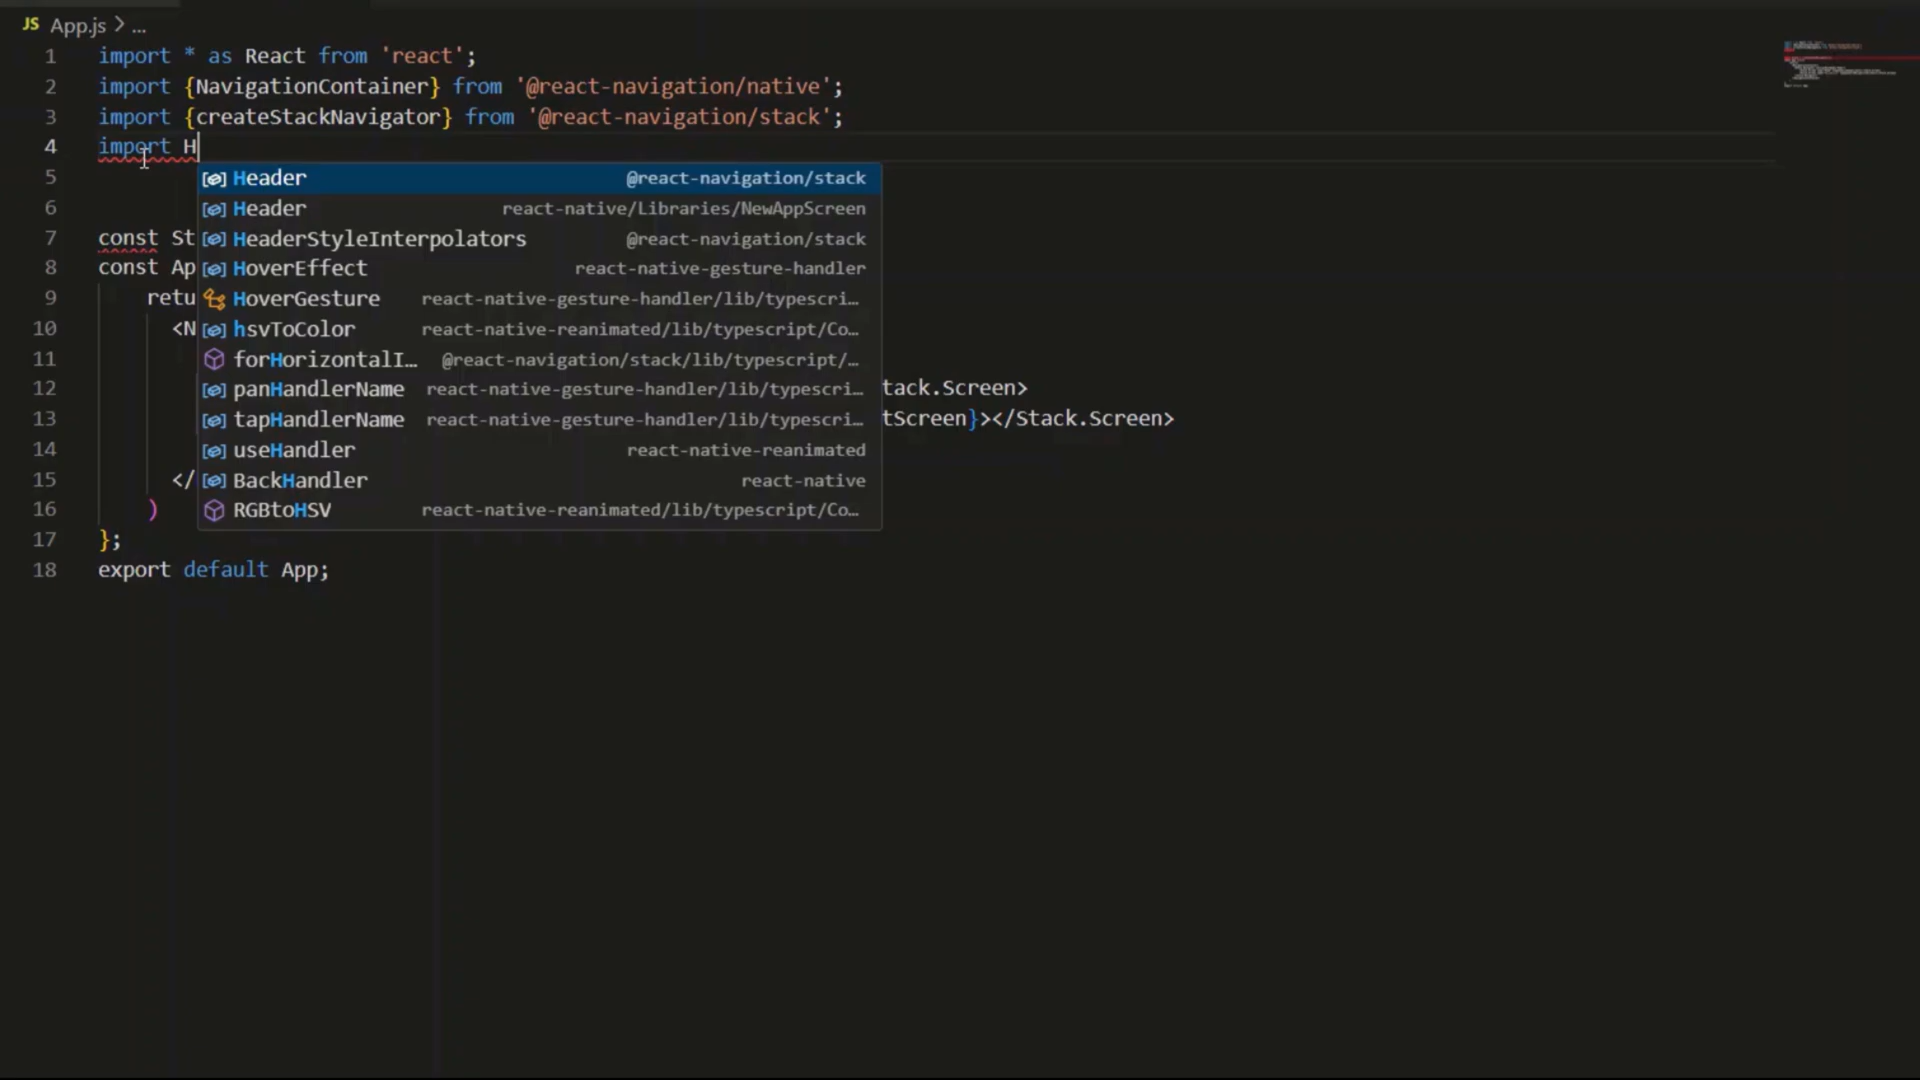 JS App.js > ...
1 import * as React from 'react';
2 import {NavigationContainer} from '@react-navigation/native';
3 import {createStackNavigator} from '@react-navigation/stack';
4 import H
5 Header @react-navigation/stack
6 Header react-native/Libraries/NewAppScreen
7 const St HeaderStyleInterpolators @react-navigation/stack
8 const Ap HoverEffect react-native-gesture-handler
9 retu HoverGesture react-native-gesture-handler/lib/typescri…
10 <N hsvToColor react-native-reanimated/lib/typescript/Co…
11 forHorizontalI… @react-navigation/stack/lib/typescript/…
12 panHandlerName react-native-gesture-handler/lib/typescri… tack.Screen>
13 tapHandlerName react-native-gesture-handler/lib/typescri… tScreen}></Stack.Screen>
14 useHandler react-native-reanimated
15 </ BackHandler react-native
16 ) RGBtoHSV react-native-reanimated/lib/typescript/Co…
17 };
18 export default App;